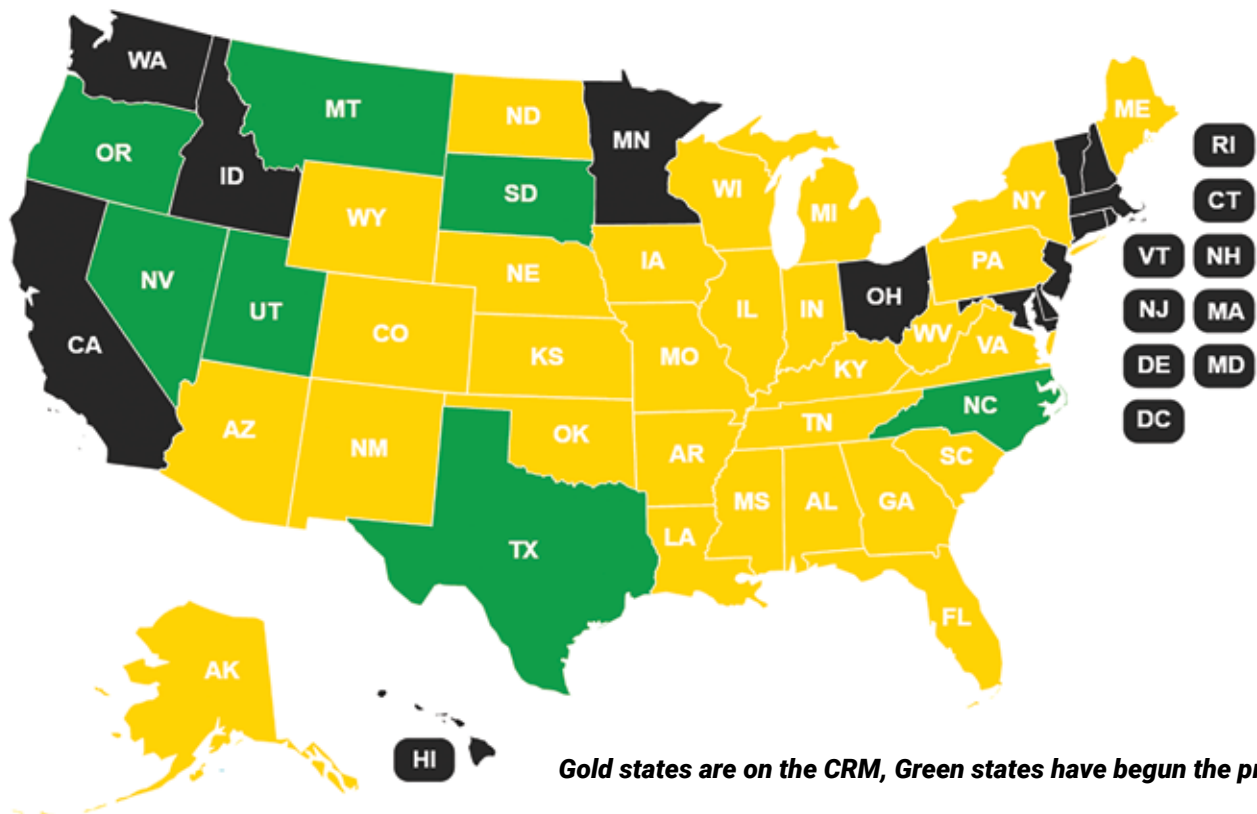 WA
MT
ND
MN
ME
OR
ID
SD
WI
MI
NY
RI
CT
WY
NV
UT
NE
IA
PA
VT
NH
CA
CO
IL
IN
OH
WV
VA
NJ
MA
KS
MO
KY
DE
MD
AZ
NM
OK
AR
TN
NC
DC
SC
MS
AL
GA
LA
TX
FL
AK
HI
Gold states are on the CRM, Green states have begun the